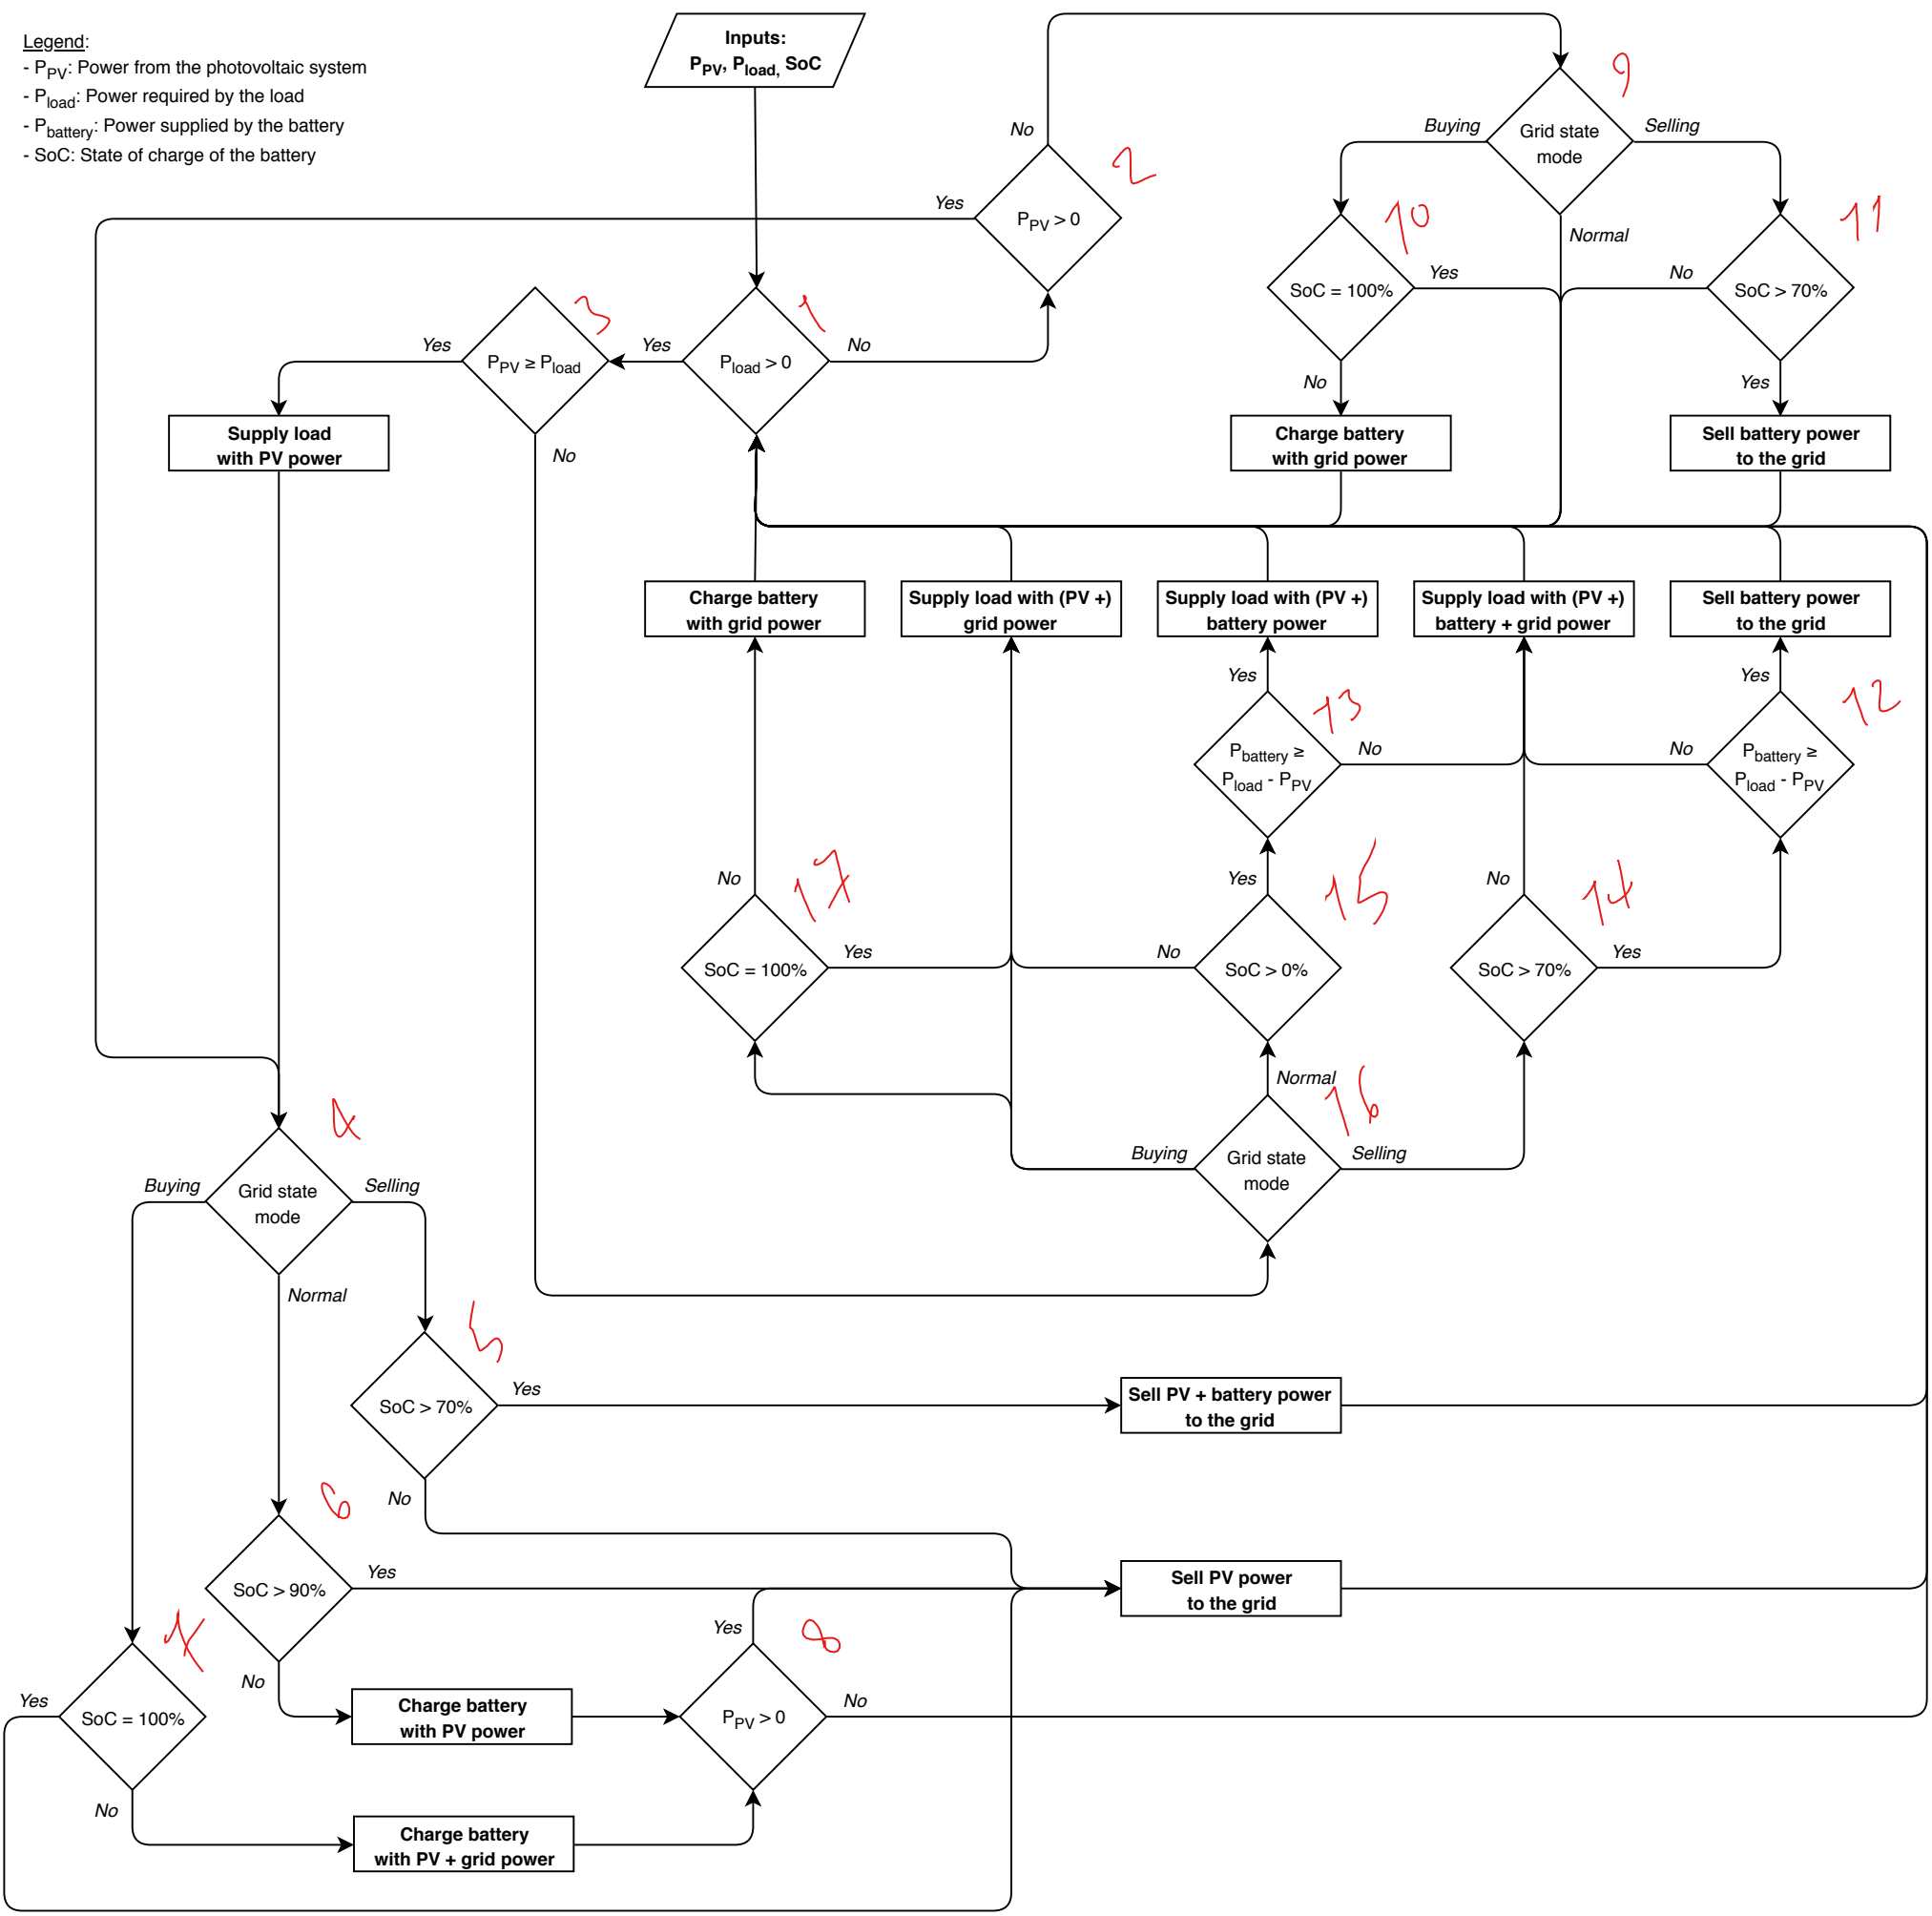 Legend:
- PPV: Power from the photovoltaic system
- Pload: Power required by the load
- Pbattery: Power supplied by the battery
- SoC: State of charge of the battery
Inputs:
PPV, Pload, SoC
No
2
Yes
PPV > 0
9
Grid state
mode
Buying
Selling
Normal
10
SoC = 100%
Yes
No
11
SoC > 70%
No
Yes
3
PPV ≥ Pload
Yes
No
1
Pload > 0
Yes
No
Supply load
with PV power
Charge battery
with grid power
Sell battery power
to the grid
Charge battery
with grid power
Supply load with (PV +)
grid power
Supply load with (PV +)
battery power
Supply load with (PV +)
battery + grid power
Sell battery power
to the grid
Yes
13
Pbattery ≥
Pload - PPV
No
Yes
12
Pbattery ≥
Pload - PPV
No
No
17
SoC = 100%
Yes
Yes
15
SoC > 0%
No
No
14
SoC > 70%
Yes
Normal
16
Grid state
mode
Buying
Selling
4
Grid state
mode
Buying
Selling
Normal
5
SoC > 70%
Yes
No
Sell PV + battery power
to the grid
6
SoC > 90%
Yes
No
Sell PV power
to the grid
7
SoC = 100%
Yes
No
Charge battery
with PV power
8
PPV > 0
Yes
No
Charge battery
with PV + grid power